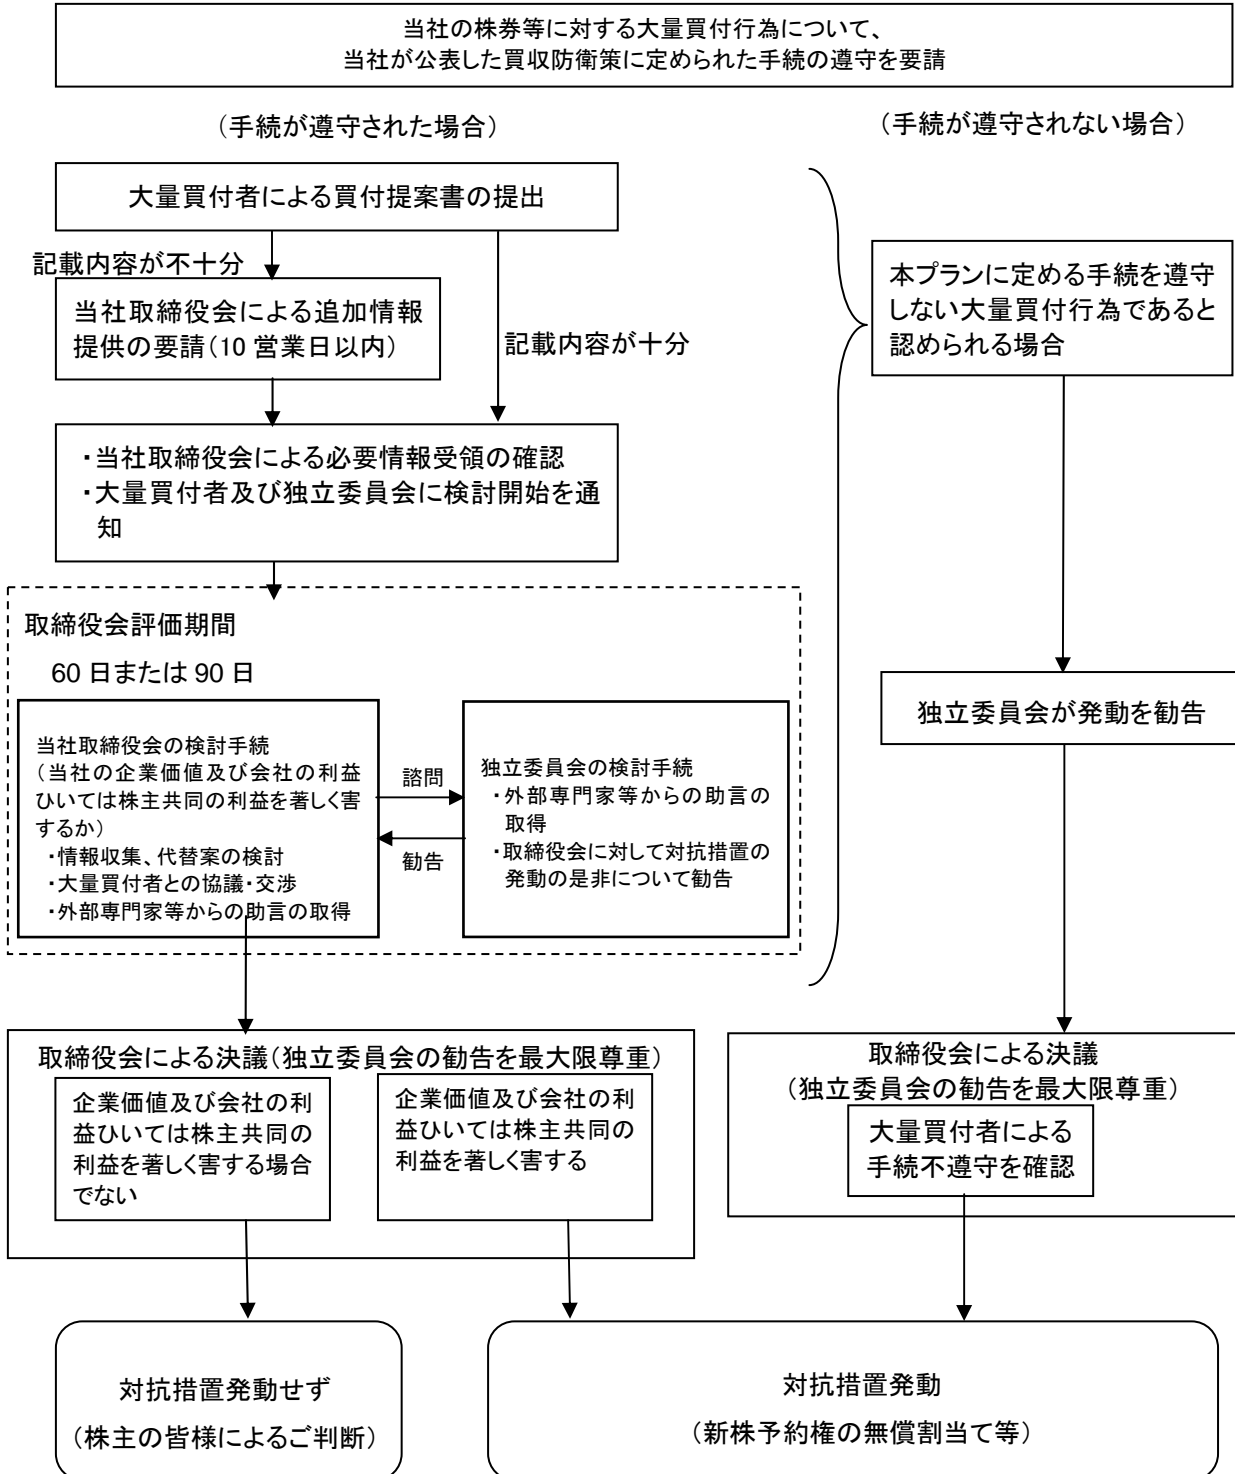 当社の株券等に対する大量買付行為について、
当社が公表した買収防衛策に定められた手続の遵守を要請
（手続が遵守された場合）
（手続が遵守されない場合）
大量買付者による買付提案書の提出
記載内容が不十分
当社取締役会による追加情報
提供の要請（10 営業日以内）
記載内容が十分
・当社取締役会による必要情報受領の確認
・大量買付者及び独立委員会に検討開始を通
知
本プランに定める手続を遵守
しない大量買付行為であると
認められる場合
取締役会評価期間
60 日または 90 日
当社取締役会の検討手続
（当社の企業価値及び会社の利益
ひいては株主共同の利益を著しく害
するか）
・情報収集、代替案の検討
・大量買付者との協議・交渉
・外部専門家等からの助言の取得
諮問
勧告
独立委員会の検討手続
・外部専門家等からの助言の
取得
・取締役会に対して対抗措置の
発動の是非について勧告
独立委員会が発動を勧告
取締役会による決議（独立委員会の勧告を最大限尊重）
企業価値及び会社の利
益ひいては株主共同の
利益を著しく害する場合
でない
企業価値及び会社の利
益ひいては株主共同の
利益を著しく害する
取締役会による決議
（独立委員会の勧告を最大限尊重）
大量買付者による
手続不遵守を確認
対抗措置発動せず
（株主の皆様によるご判断）
対抗措置発動
（新株予約権の無償割当て等）